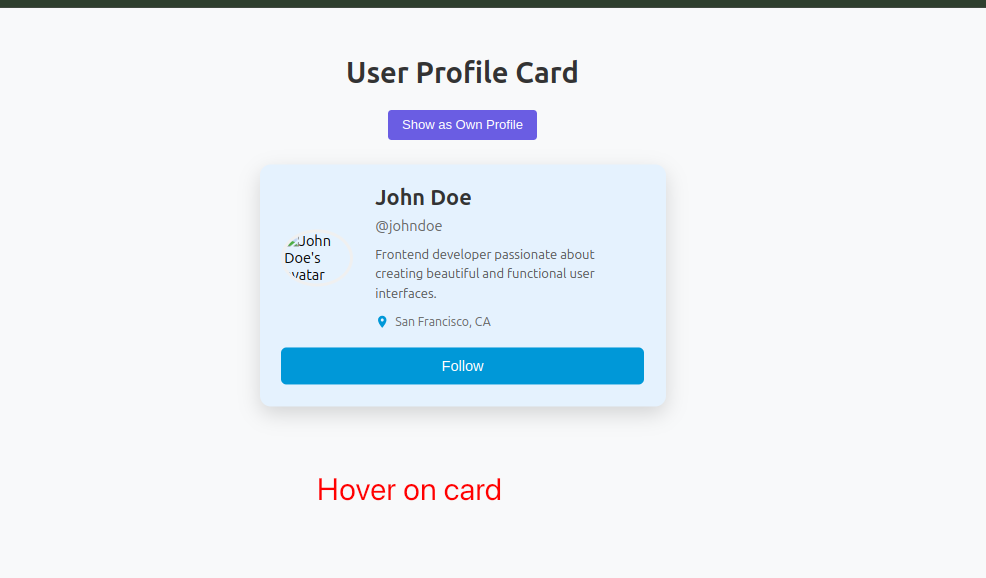 User Profile Card
Show as Own Profile
John Doe
@johndoe
John
Doe's
vatar
Frontend developer passionate about
creating beautiful and functional user
interfaces.
San Francisco, CA
Follow
Hover on card